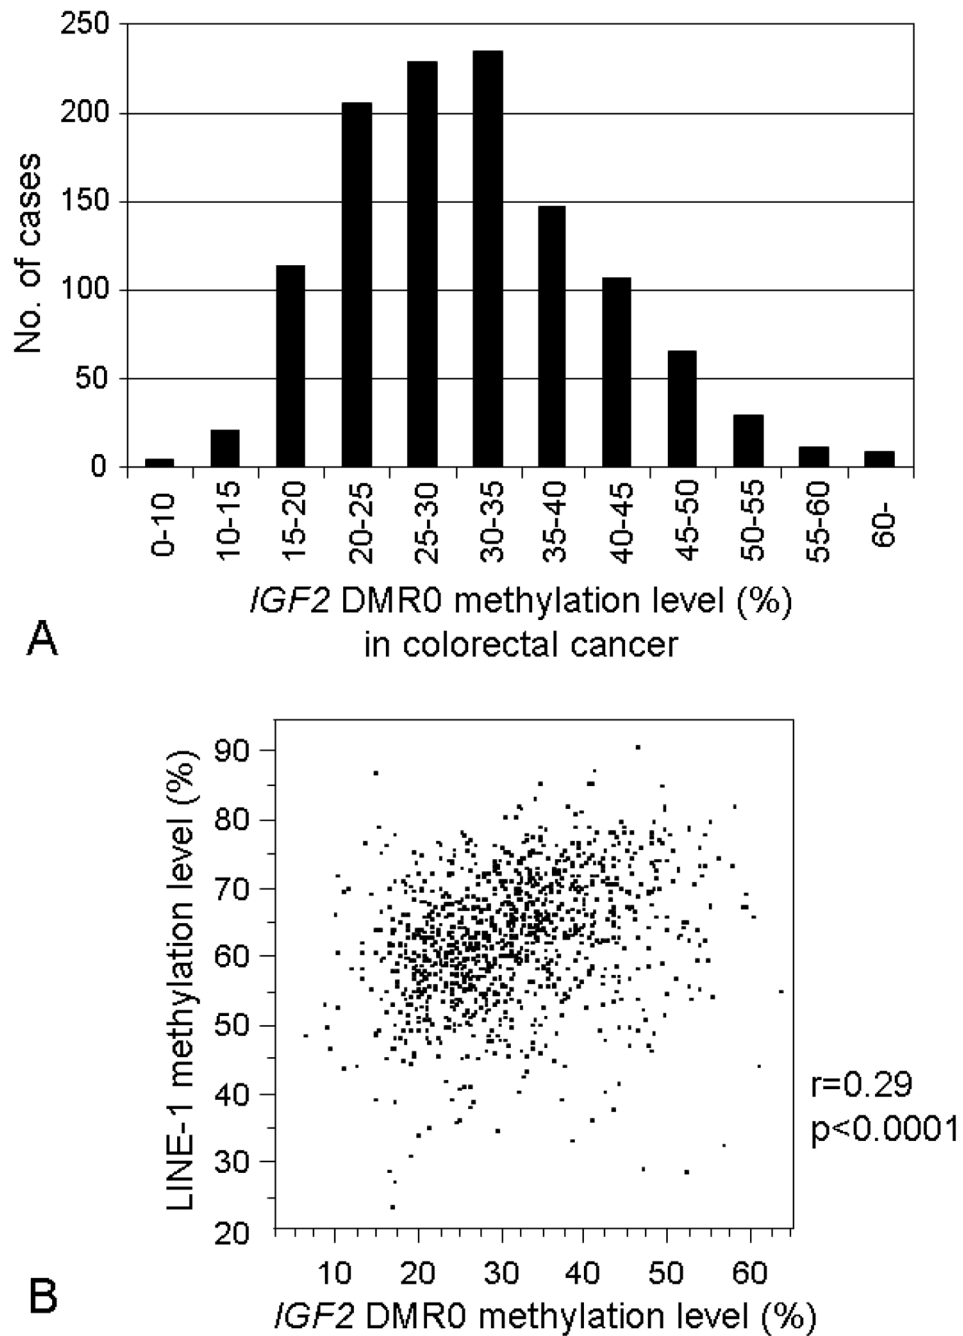 250
200
150
100
50
0
No. of cases
0-10
10-15
15-20
20-25
25-30
30-35
35-40
40-45
45-50
50-55
55-60
60-
IGF2 DMR0 methylation level (%)
in colorectal cancer
A
90
80
70
60
50
40
30
20
LINE-1 methylation level (%)
r=0.29
p<0.0001
10 20 30 40 50 60
IGF2 DMR0 methylation level (%)
B